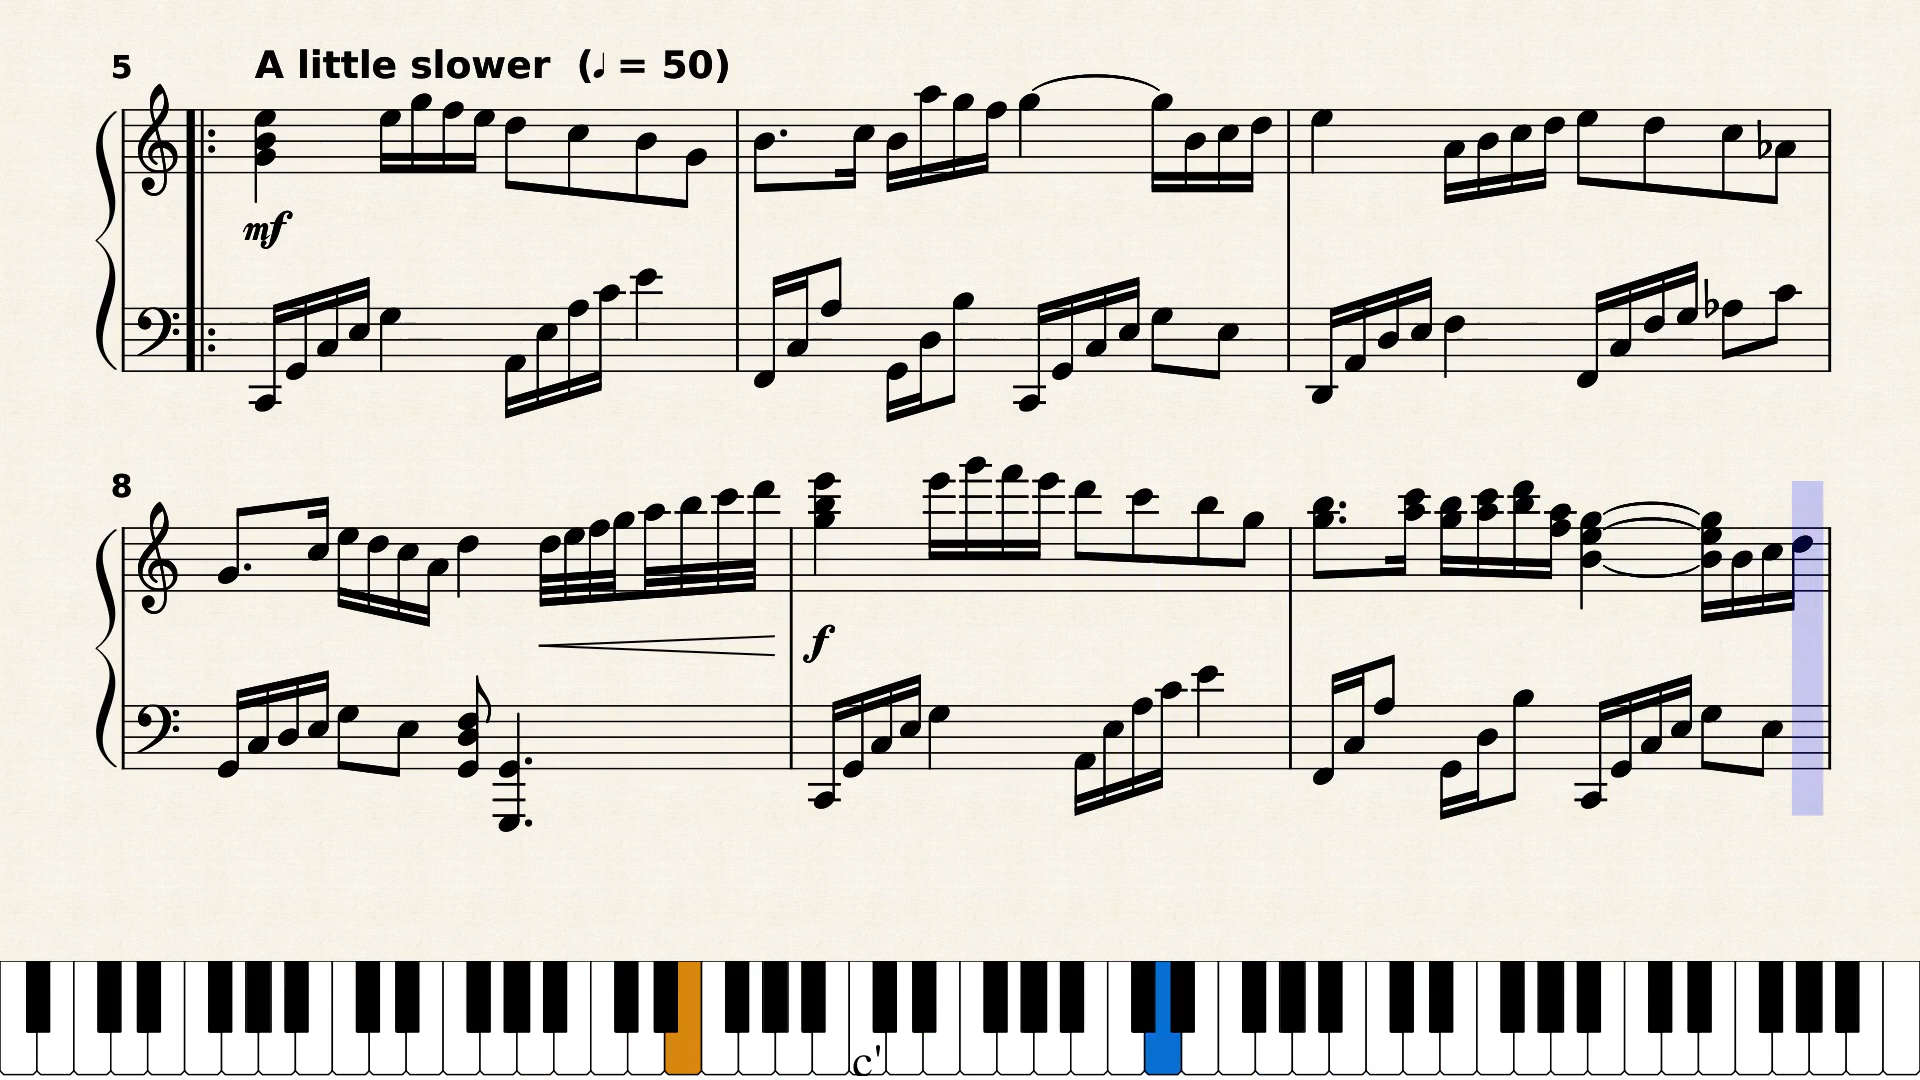 5 A little slower (♩ = 50)
mf
8
f
c'